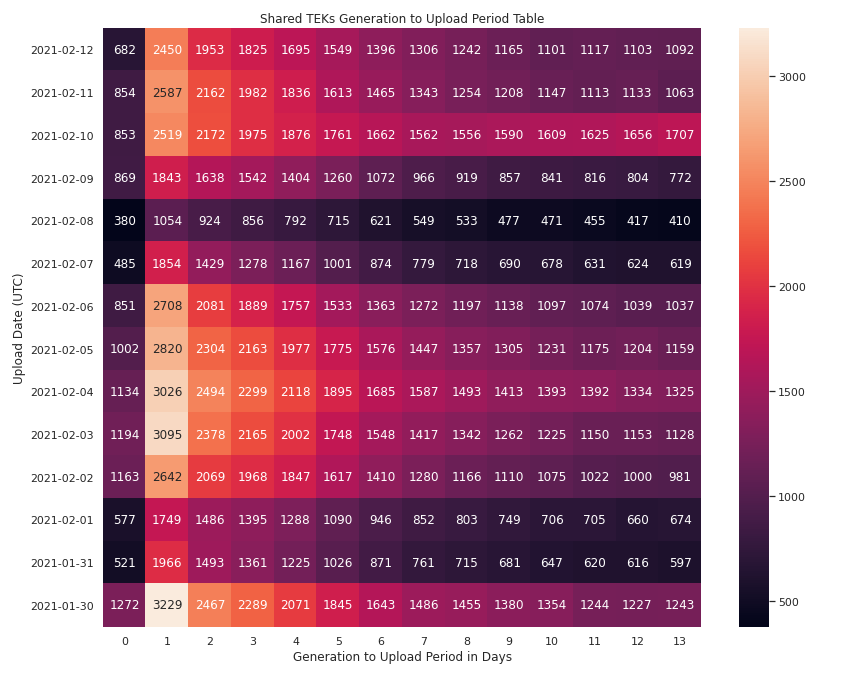 Shared TEKs Generation to Upload Period Table
2021-02-12 682 2450 1953 1825 1695 1549 1396 1306 1242 1165 1101 1117 1103 1092
2021-02-11 854 2587 2162 1982 1836 1613 1465 1343 1254 1208 1147 1113 1133 1063
2021-02-10 853 2519 2172 1975 1876 1761 1662 1562 1556 1590 1609 1625 1656 1707
2021-02-09 869 1843 1638 1542 1404 1260 1072 966 919 857 841 816 804 772
2021-02-08 380 1054 924 856 792 715 621 549 533 477 471 455 417 410
2021-02-07 485 1854 1429 1278 1167 1001 874 779 718 690 678 631 624 619
2021-02-06 851 2708 2081 1889 1757 1533 1363 1272 1197 1138 1097 1074 1039 1037
2021-02-05 1002 2820 2304 2163 1977 1775 1576 1447 1357 1305 1231 1175 1204 1159
2021-02-04 1134 3026 2494 2299 2118 1895 1685 1587 1493 1413 1393 1392 1334 1325
2021-02-03 1194 3095 2378 2165 2002 1748 1548 1417 1342 1262 1225 1150 1153 1128
2021-02-02 1163 2642 2069 1968 1847 1617 1410 1280 1166 1110 1075 1022 1000 981
2021-02-01 577 1749 1486 1395 1288 1090 946 852 803 749 706 705 660 674
2021-01-31 521 1966 1493 1361 1225 1026 871 761 715 681 647 620 616 597
2021-01-30 1272 3229 2467 2289 2071 1845 1643 1486 1455 1380 1354 1244 1227 1243
0 1 2 3 4 5 6 7 8 9 10 11 12 13
Generation to Upload Period in Days
Upload Date (UTC)
3000
2500
2000
1500
1000
500